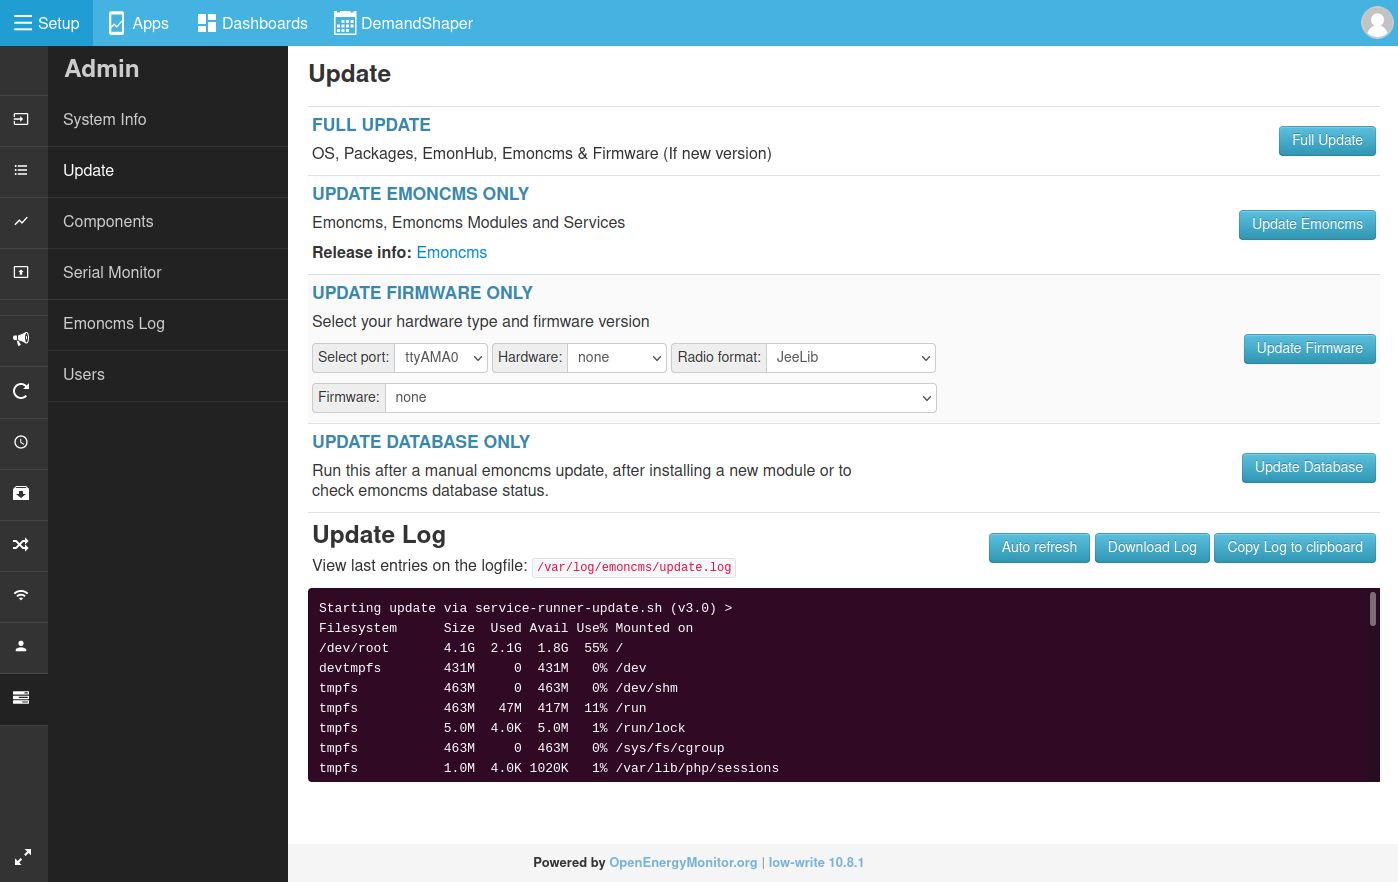 Setup Apps Dashboards DemandShaper
Admin
System Info
Update
Components
Serial Monitor
Emoncms Log
Users
Update
FULL UPDATE
OS, Packages, EmonHub, Emoncms & Firmware (If new version)
Full Update
UPDATE EMONCMS ONLY
Emoncms, Emoncms Modules and Services
Release info: Emoncms
Update Emoncms
UPDATE FIRMWARE ONLY
Select your hardware type and firmware version
Select port: ttyAMA0 Hardware: none Radio format: JeeLib
Firmware: none
Update Firmware
UPDATE DATABASE ONLY
Run this after a manual emoncms update, after installing a new module or to
check emoncms database status.
Update Database
Update Log
View last entries on the logfile: /var/log/emoncms/update.log
Auto refresh Download Log Copy Log to clipboard
Starting update via service-runner-update.sh (v3.0) >
Filesystem      Size  Used Avail Use% Mounted on
/dev/root       4.1G  2.1G  1.8G  55% /
devtmpfs        431M     0  431M   0% /dev
tmpfs           463M     0  463M   0% /dev/shm
tmpfs           463M   47M  417M  11% /run
tmpfs           5.0M  4.0K  5.0M   1% /run/lock
tmpfs           463M     0  463M   0% /sys/fs/cgroup
tmpfs           1.0M  4.0K 1020K   1% /var/lib/php/sessions
Powered by OpenEnergyMonitor.org | low-write 10.8.1